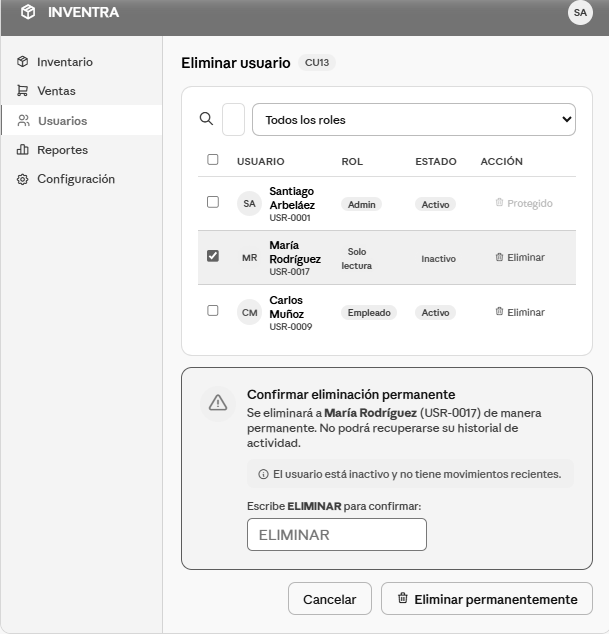 INVENTRA
SA
Inventario
Ventas
Usuarios
Reportes
Configuración
Eliminar usuario CU13
Todos los roles
USUARIO ROL ESTADO ACCIÓN
SA Santiago Arbeláez USR-0001 Admin Activo Protegido
MR María Rodríguez USR-0017 Solo lectura Inactivo Eliminar
CM Carlos Muñoz USR-0009 Empleado Activo Eliminar
Confirmar eliminación permanente
Se eliminará a María Rodríguez (USR-0017) de manera
permanente. No podrá recuperarse su historial de
actividad.
El usuario está inactivo y no tiene movimientos recientes.
Escribe ELIMINAR para confirmar:
ELIMINAR
Cancelar
Eliminar permanentemente